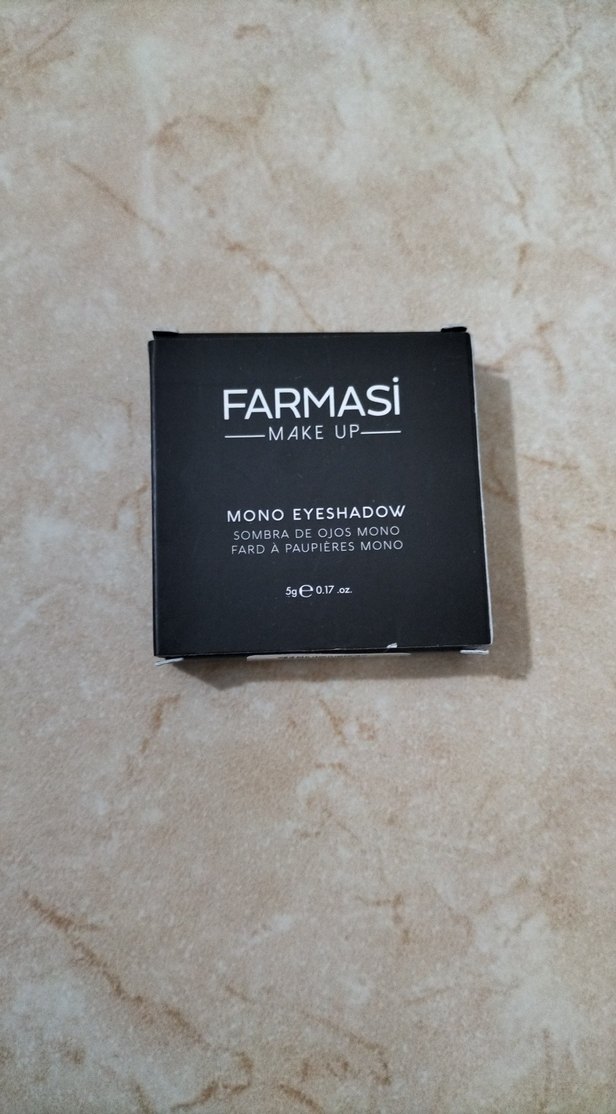 FARMASİ
MAKE UP
MONO EYESHADOW
SOMBRA DE OJOS MONO
FARD À PAUPIÈRES MONO
5g ℮ 0.17 .oz.